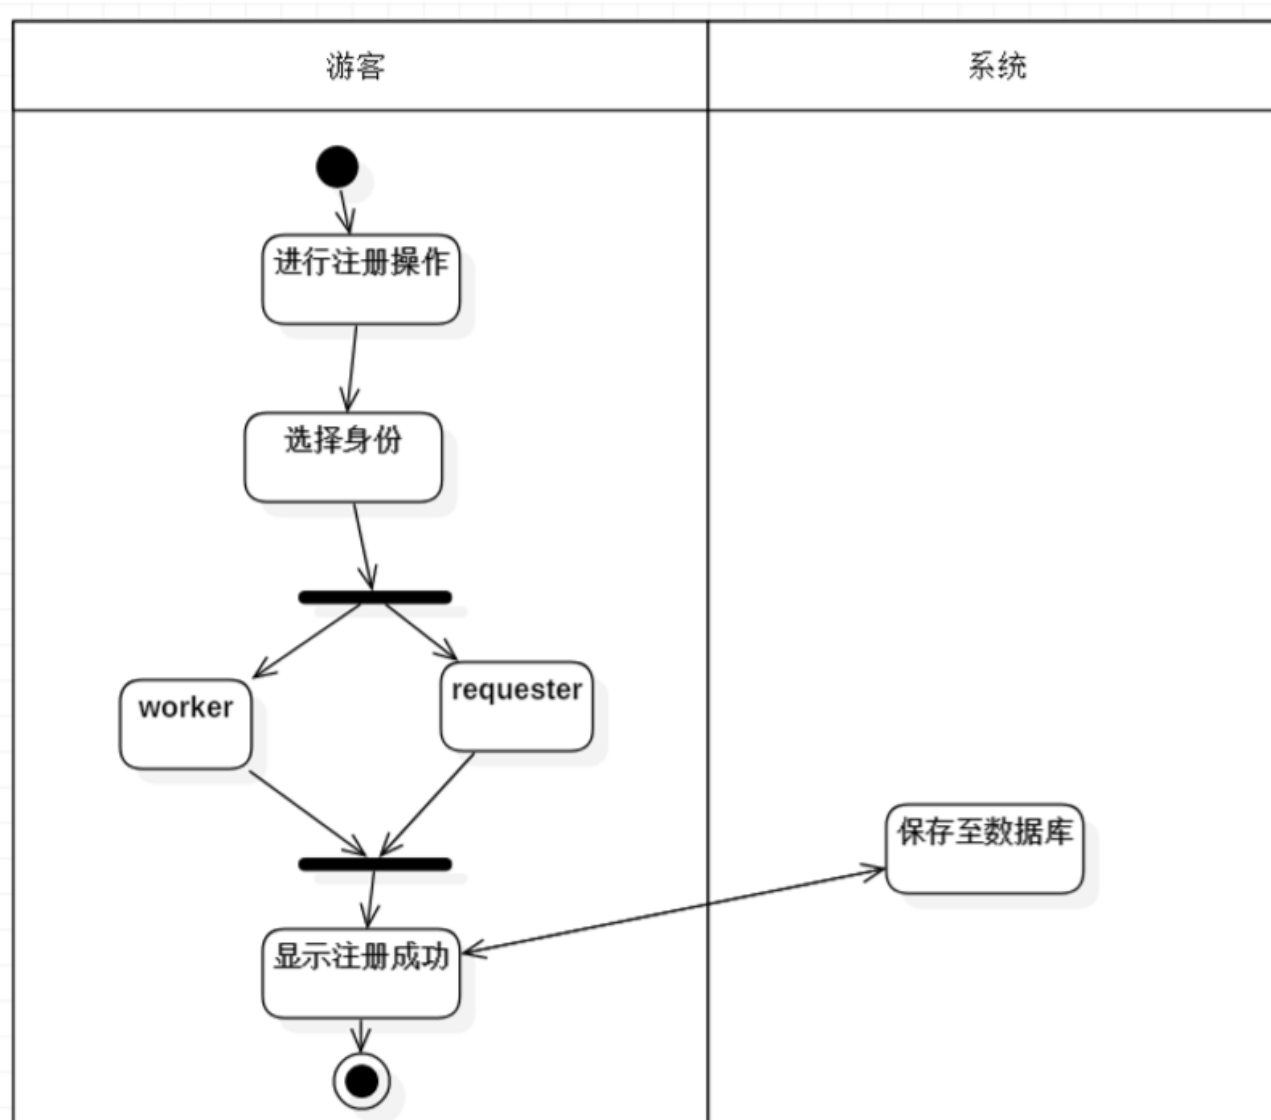 游客
系统
进行注册操作
选择身份
worker
requester
保存至数据库
显示注册成功